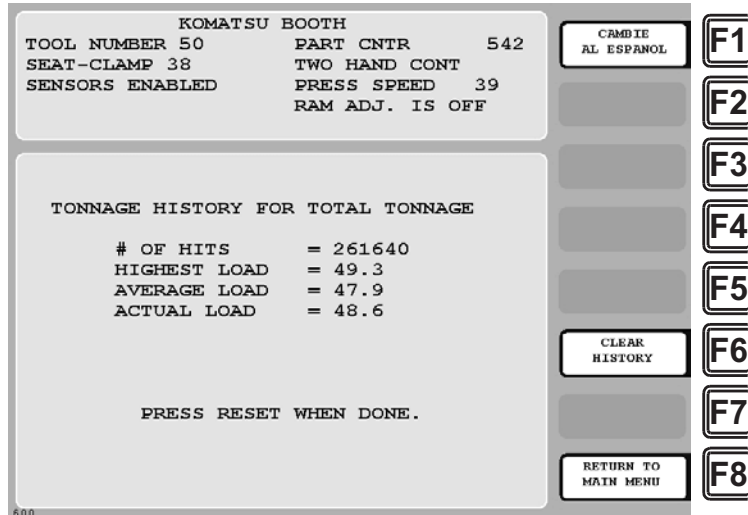 KOMATSU BOOTH
TOOL NUMBER 50 PART CNTR 542
SEAT-CLAMP 38 TWO HAND CONT
SENSORS ENABLED PRESS SPEED 39
RAM ADJ. IS OFF
TONNAGE HISTORY FOR TOTAL TONNAGE
# OF HITS = 261640
HIGHEST LOAD = 49.3
AVERAGE LOAD = 47.9
ACTUAL LOAD = 48.6
PRESS RESET WHEN DONE.
600
CAMBIE
AL ESPANOL
F1
F2
F3
F4
F5
CLEAR
HISTORY
F6
F7
RETURN TO
MAIN MENU
F8